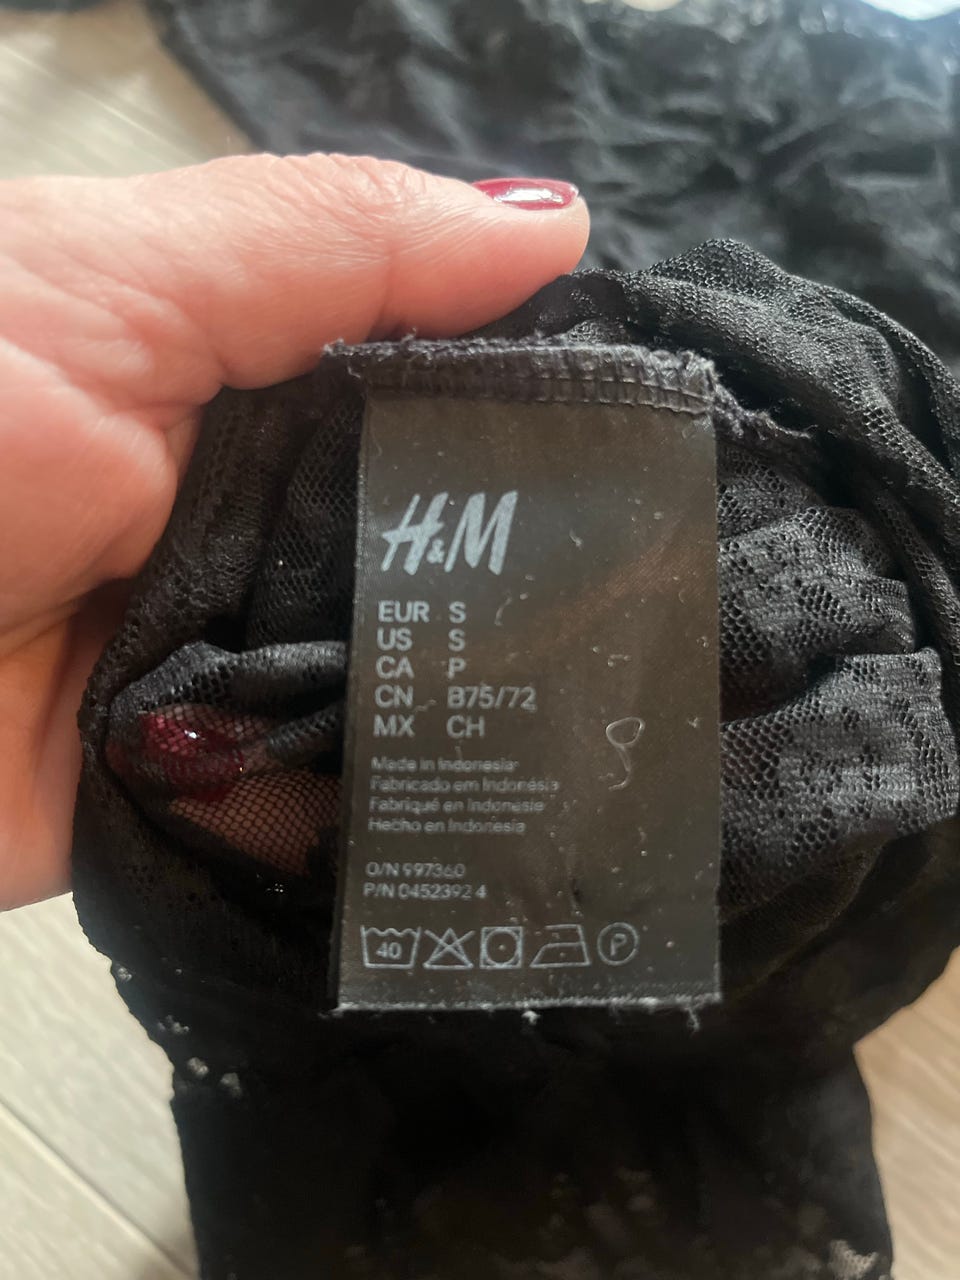 H&M
EUR S
US S
CA P
CN B75/72
MX CH
Made in Indonesia
Fabricado em Indonésia
Fabriqué en Indonesie
Hecho en Indonesia
O/N 997360
P/N 0452392 4
40
P